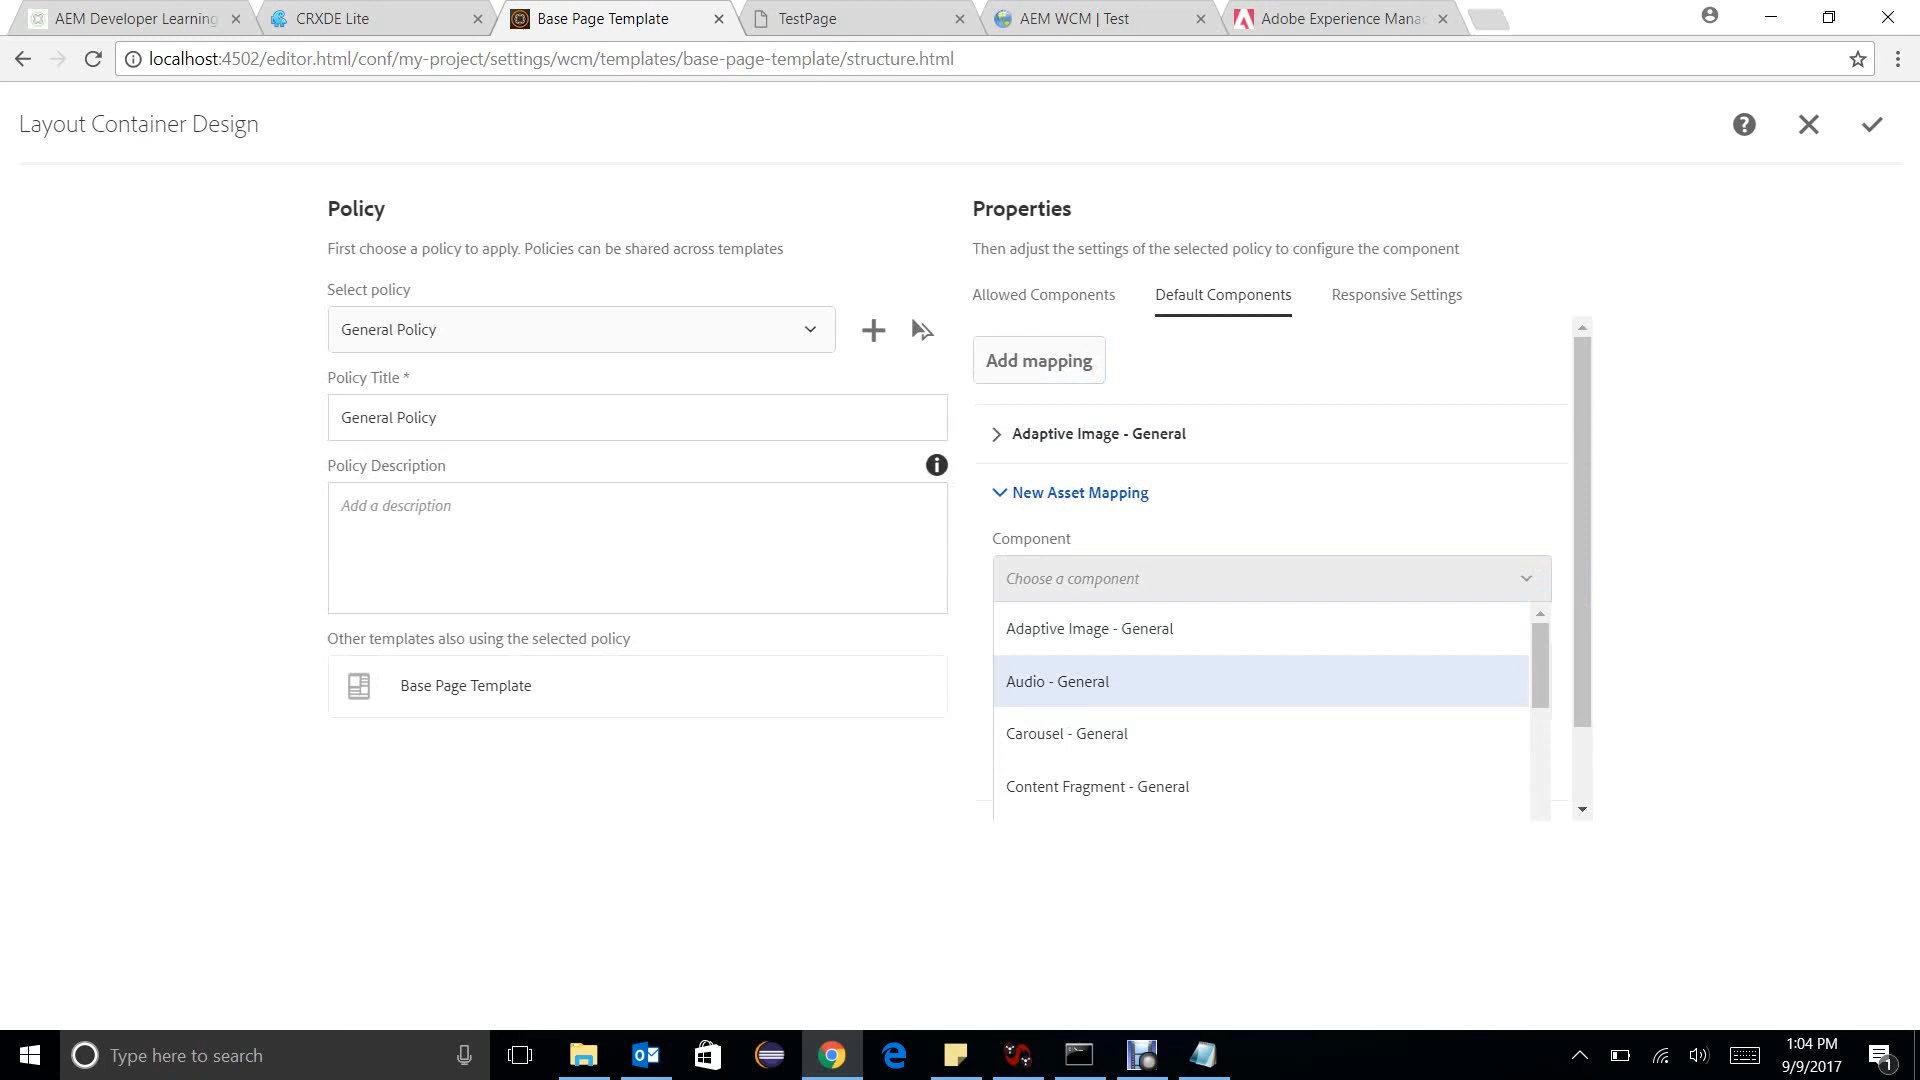 AEM Developer Learning
CRXDE Lite
Base Page Template
TestPage
AEM WCM | Test
Adobe Experience Mana
localhost:4502/editor.html/conf/my-project/settings/wcm/templates/base-page-template/structure.html
Layout Container Design
Policy
First choose a policy to apply. Policies can be shared across templates
Select policy
General Policy
Policy Title *
General Policy
Policy Description
Add a description
Other templates also using the selected policy
Base Page Template
Properties
Then adjust the settings of the selected policy to configure the component
Allowed Components
Default Components
Responsive Settings
Add mapping
Adaptive Image - General
New Asset Mapping
Component
Choose a component
Adaptive Image - General
Audio - General
Carousel - General
Content Fragment - General
Type here to search
1:04 PM
9/9/2017
1